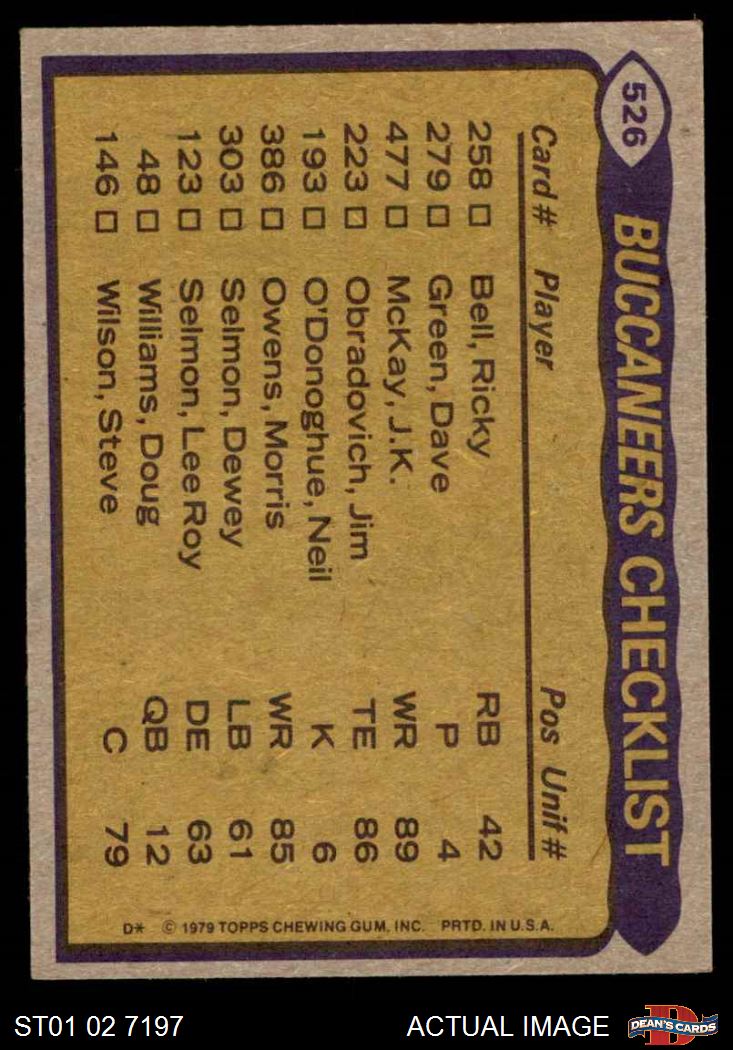 526
BUCCANEERS CHECKLIST
Card# Player Pos Unif#
258 □ Bell, Ricky RB 42
279 □ Green, Dave P 4
477 □ McKay, J.K. WR 89
223 □ Obradovich, Jim TE 86
193 □ O'Donoghue, Neil K 6
386 □ Owens, Morris WR 85
303 □ Selmon, Dewey LB 61
123 □ Selmon, Lee Roy DE 63
48 □ Williams, Doug QB 12
146 □ Wilson, Steve C 79
D* © 1979 TOPPS CHEWING GUM, INC. PRTD. IN U.S.A.
ST01 02 7197 ACTUAL IMAGE
D
DEAN'S CARDS